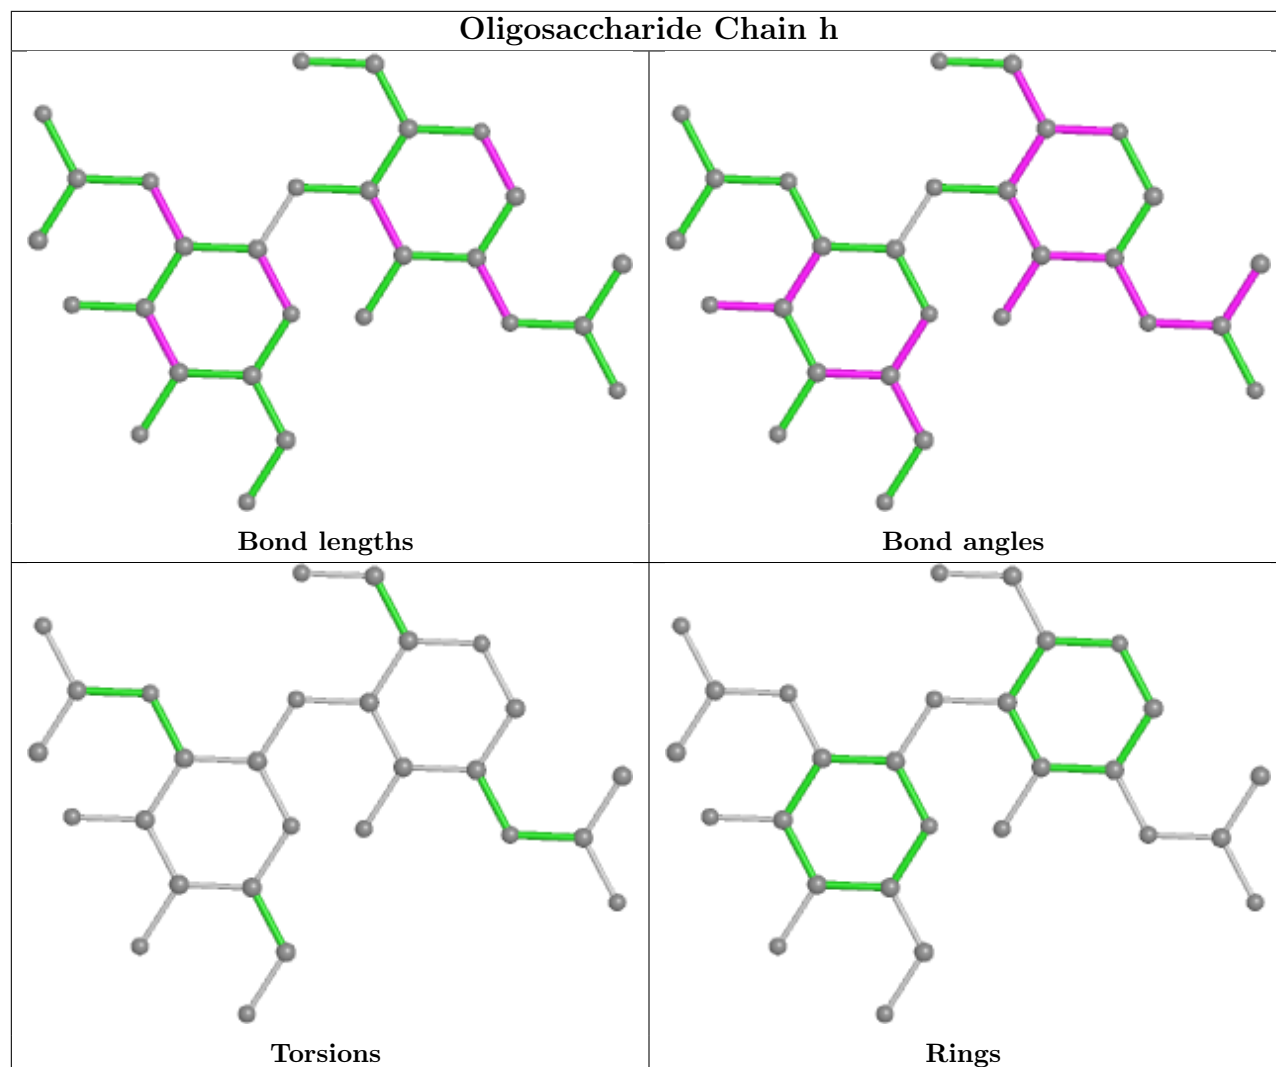 Oligosaccharide Chain h
Bond lengths
Bond angles
Torsions
Rings